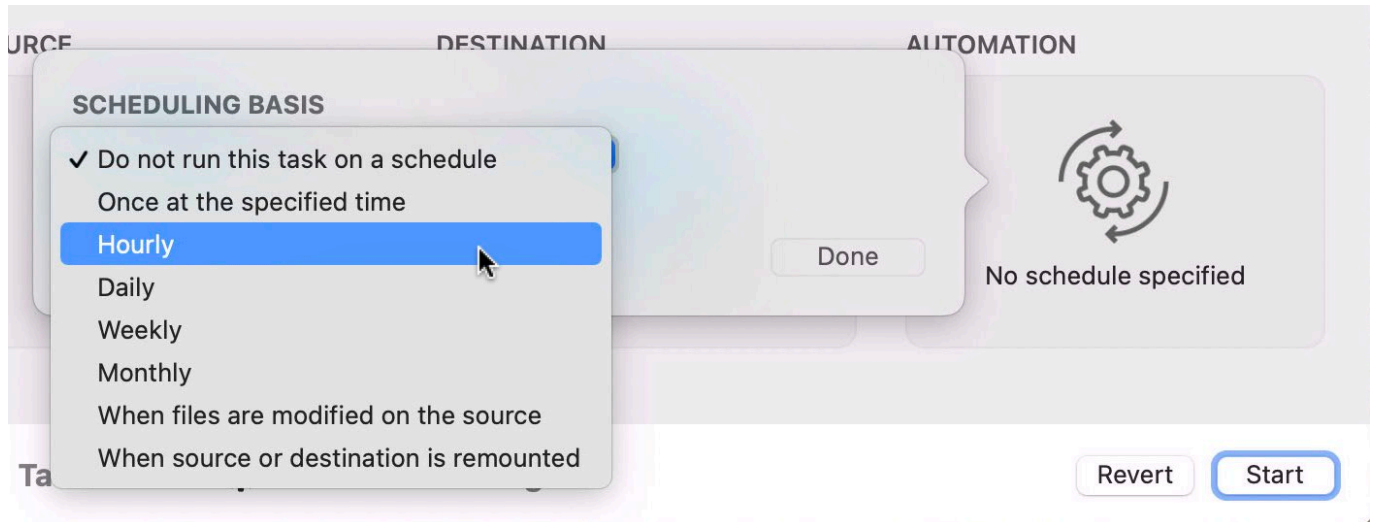 DESTINATION
AUTOMATION
SCHEDULING BASIS
✓ Do not run this task on a schedule
Once at the specified time
Hourly
Daily
Weekly
Monthly
When files are modified on the source
When source or destination is remounted
Done
No schedule specified
Revert
Start